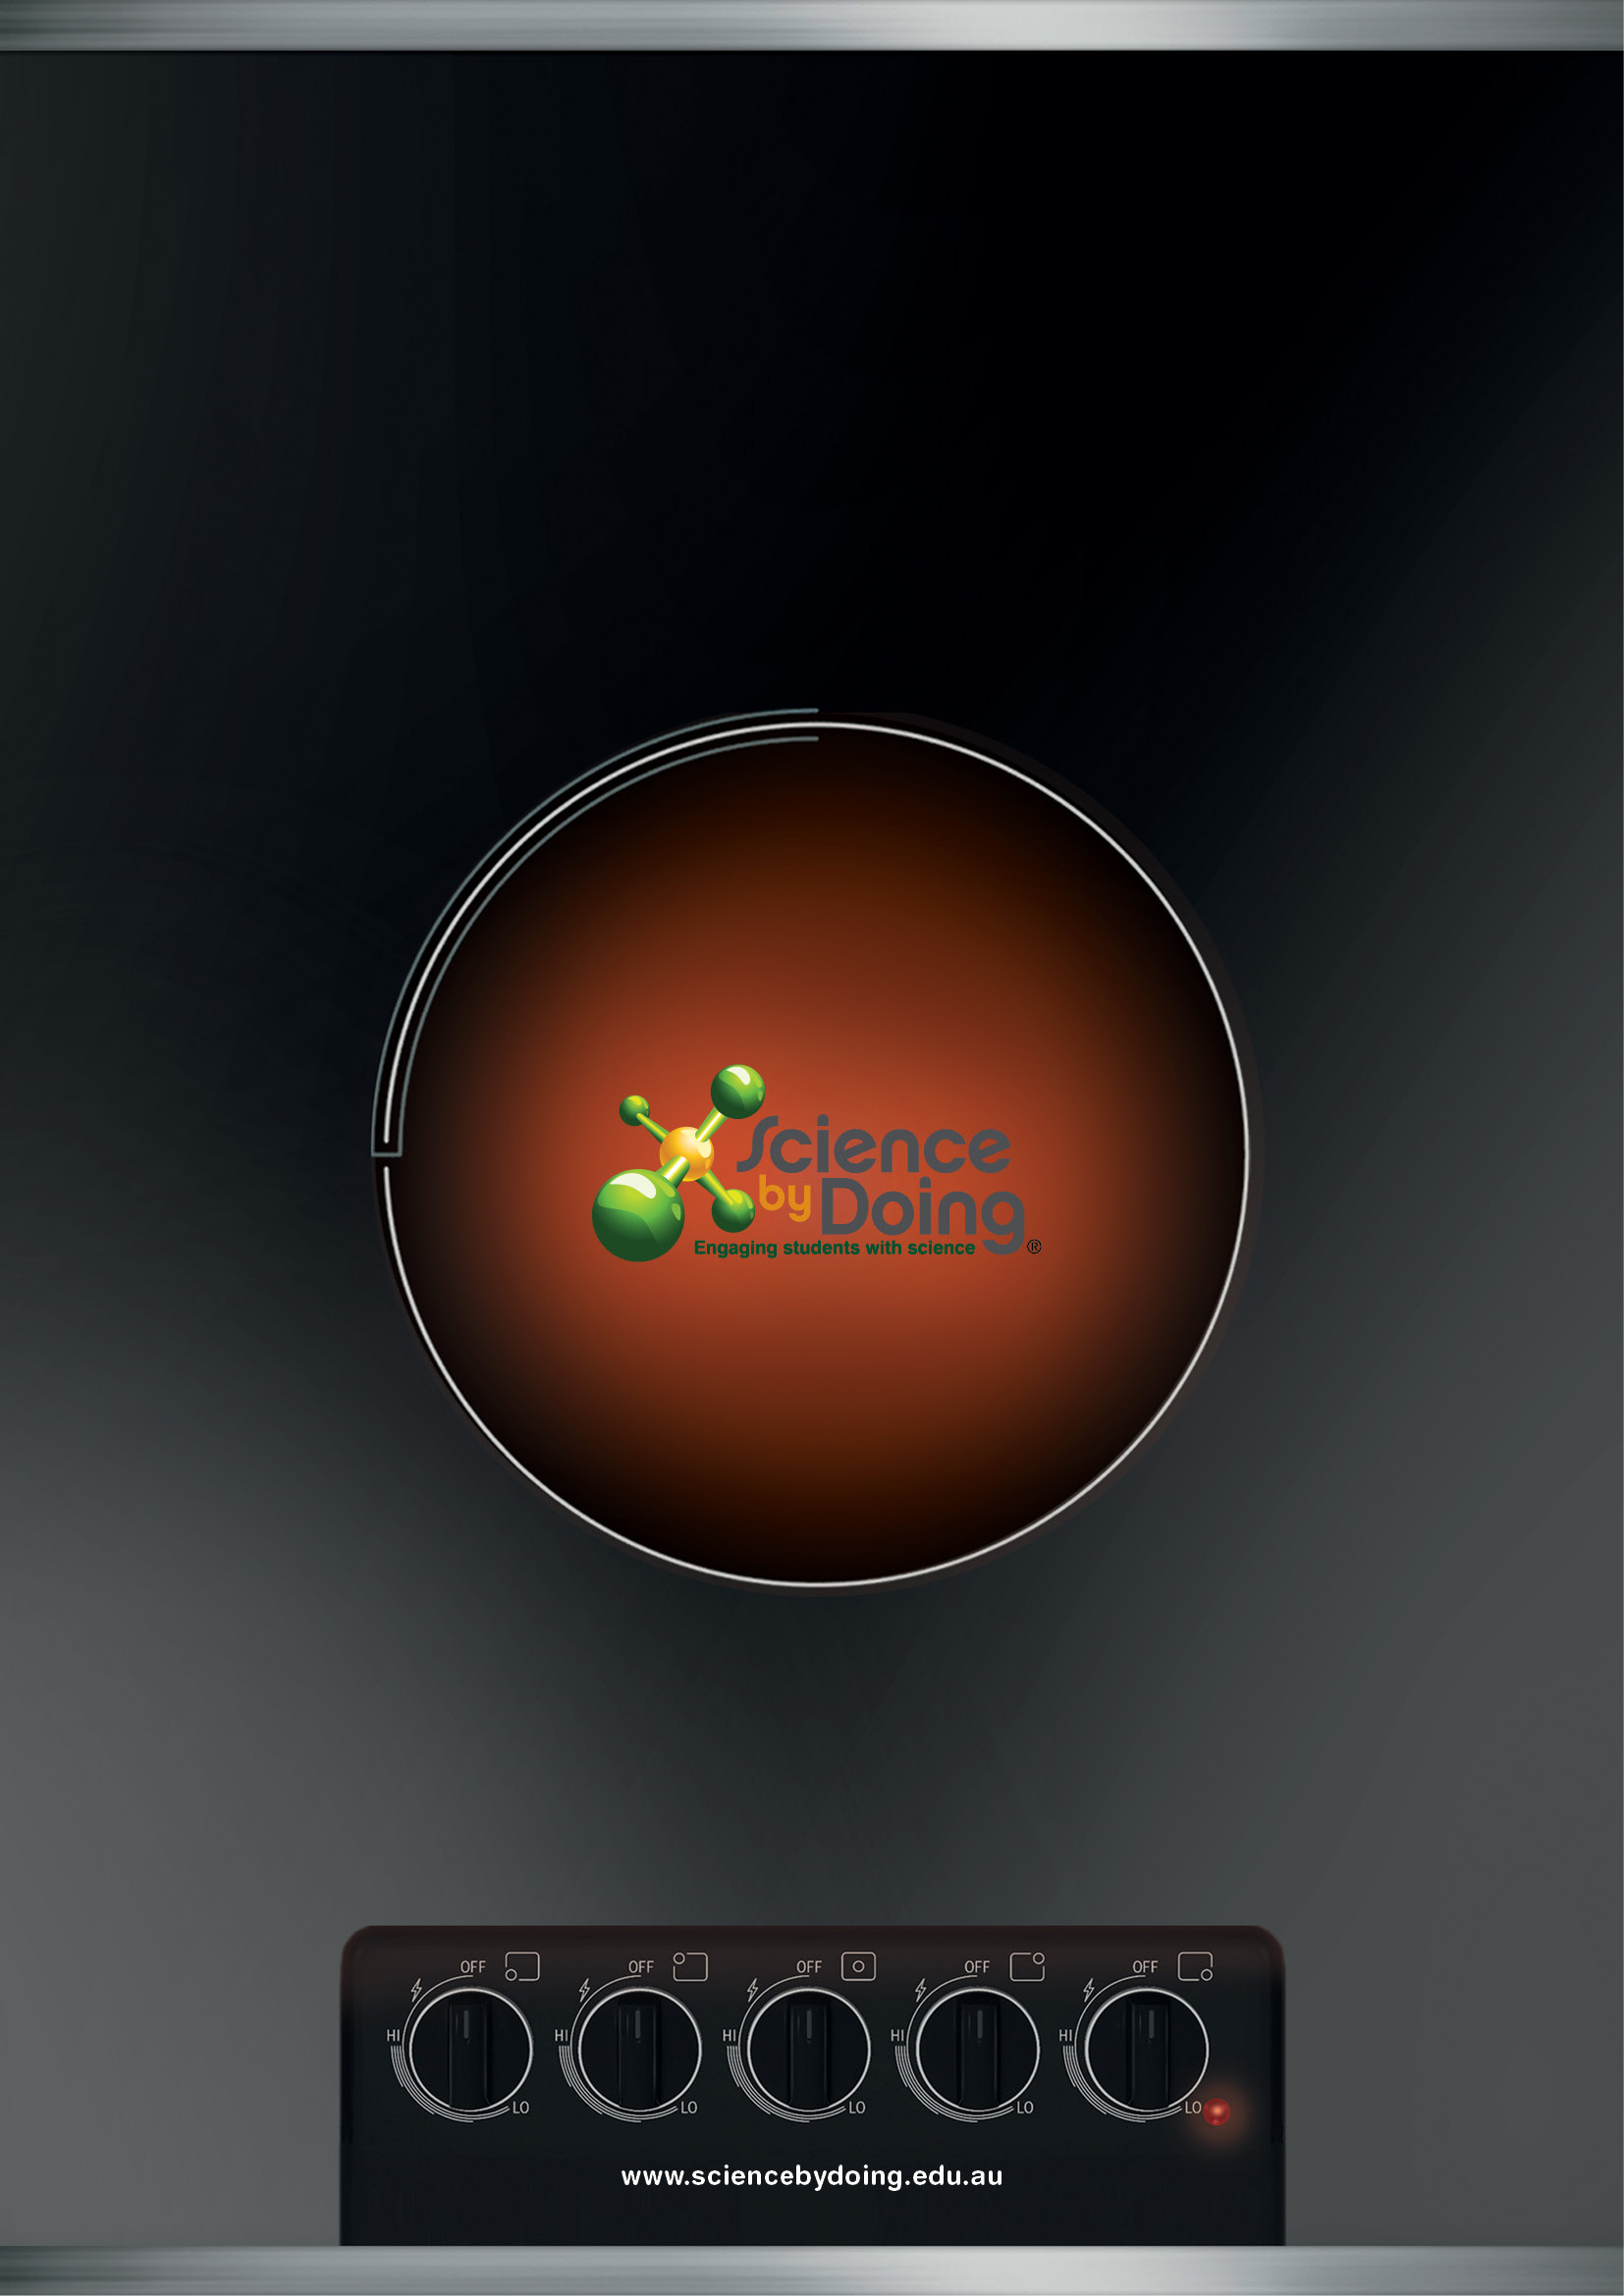 Science
by Doing
Engaging students with science ®
OFF OFF OFF OFF OFF
HI HI HI HI HI
LO LO LO LO LO
www.sciencebydoing.edu.au